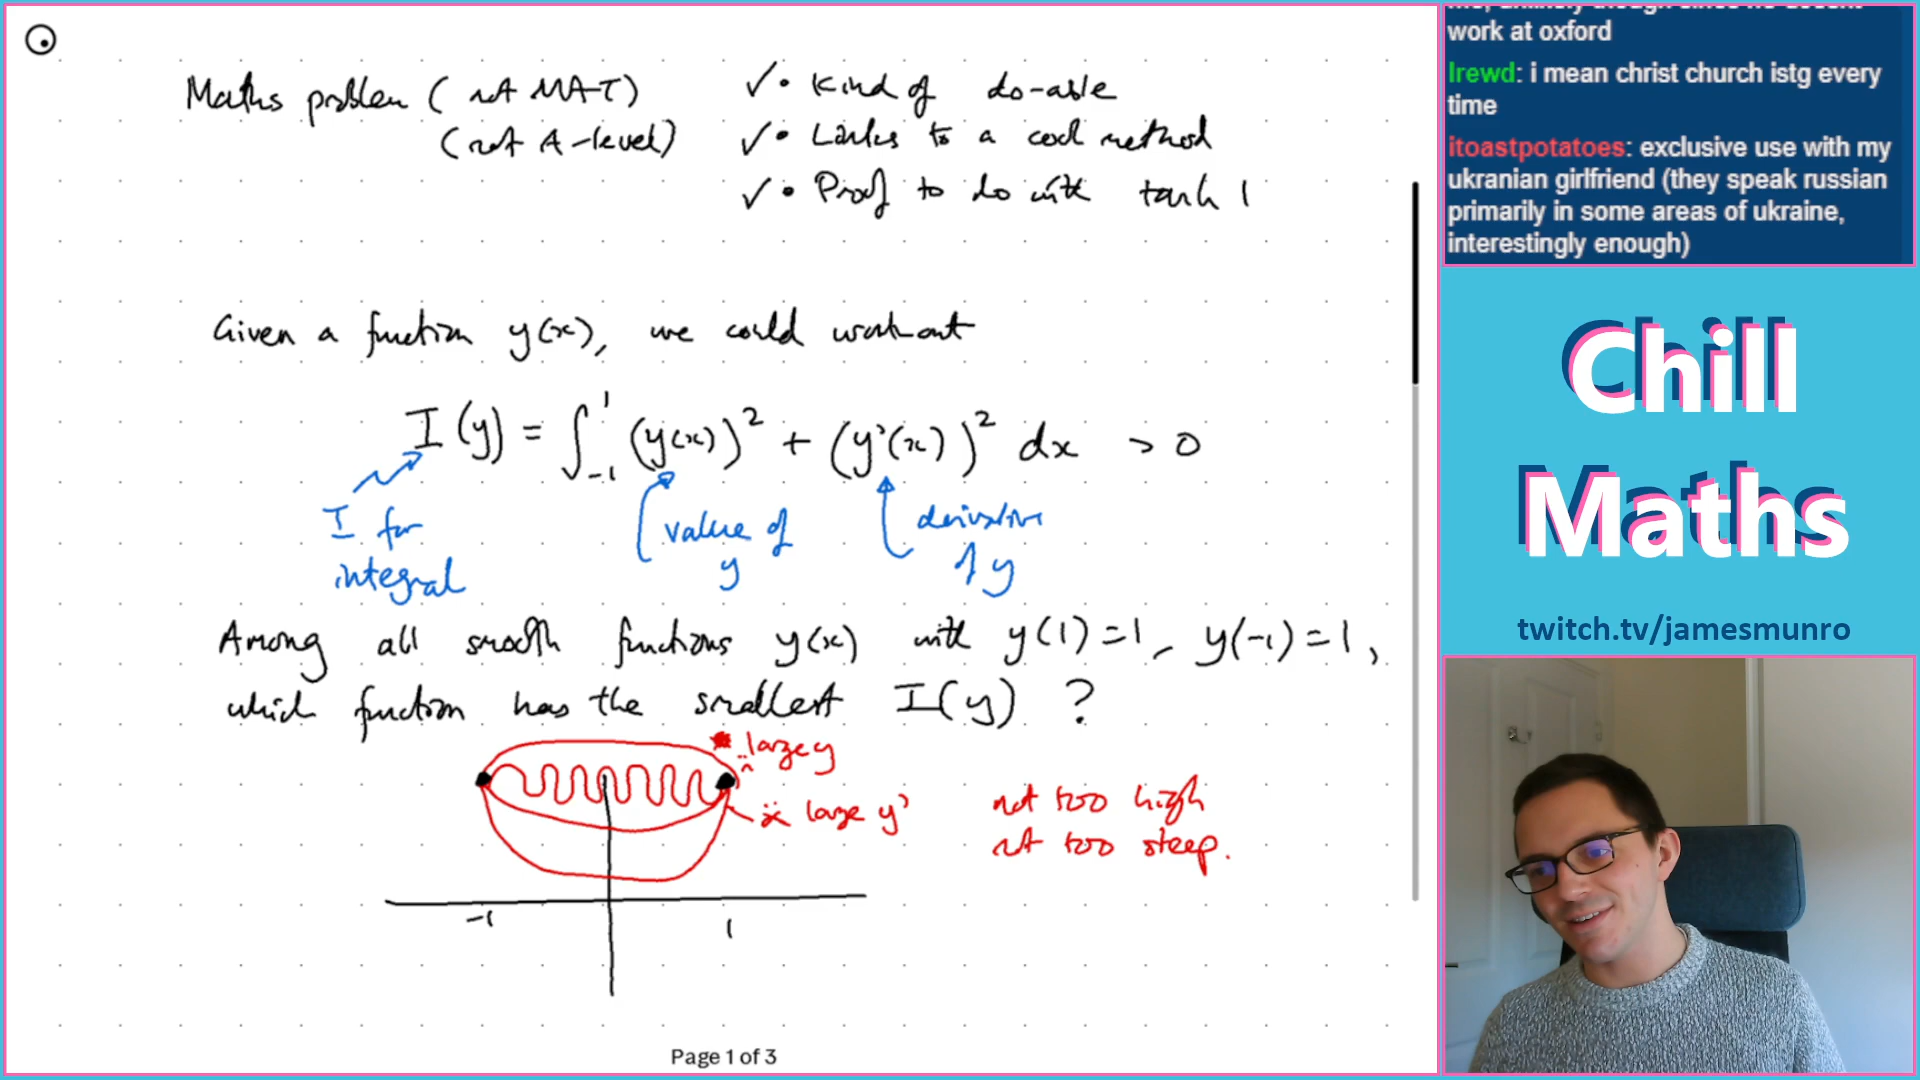 Maths problem (not MAT)
(not A-level)
✓• Kind of do-able
✓• Links to a cool method
✓• Proof to do with tanh 1
Given a function y(x), we could work out
I(y) = ∫₋₁¹ (y(x))² + (y'(x))² dx > 0
I for
integral
value of
y
derivative
of y
Among all smooth functions y(x) with y(1)=1, y(-1)=1,
which function has the smallest I(y) ?
large y
large y'
not too high
not too steep.
-1
1
Page 1 of 3
work at oxford
lrewd: i mean christ church istg every
time
itoastpotatoes: exclusive use with my
ukranian girlfriend (they speak russian
primarily in some areas of ukraine,
interestingly enough)
Chill
Maths
twitch.tv/jamesmunro